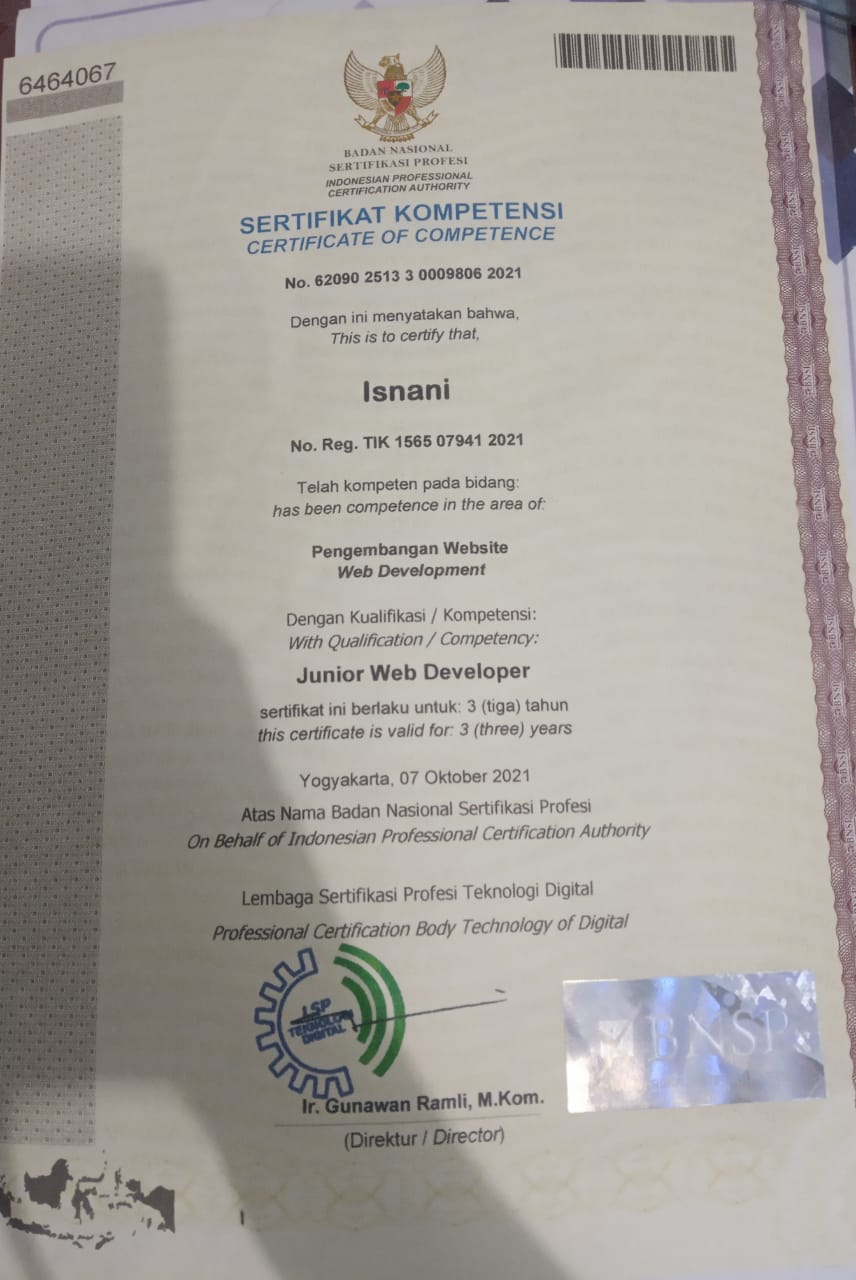 6464067
BADAN NASIONAL
SERTIFIKASI PROFESI
INDONESIAN PROFESSIONAL
CERTIFICATION AUTHORITY
SERTIFIKAT KOMPETENSI
CERTIFICATE OF COMPETENCE
No. 62090 2513 3 0009806 2021
Dengan ini menyatakan bahwa,
This is to certify that,
Isnani
No. Reg. TIK 1565 07941 2021
Telah kompeten pada bidang:
has been competence in the area of:
Pengembangan Website
Web Development
Dengan Kualifikasi / Kompetensi:
With Qualification / Competency:
Junior Web Developer
sertifikat ini berlaku untuk: 3 (tiga) tahun
this certificate is valid for: 3 (three) years
Yogyakarta, 07 Oktober 2021
Atas Nama Badan Nasional Sertifikasi Profesi
On Behalf of Indonesian Professional Certification Authority
Lembaga Sertifikasi Profesi Teknologi Digital
Professional Certification Body Technology of Digital
LSP
TEKNOLOGI
DIGITAL
BNSP
Ir. Gunawan Ramli, M.Kom.
(Direktur / Director)